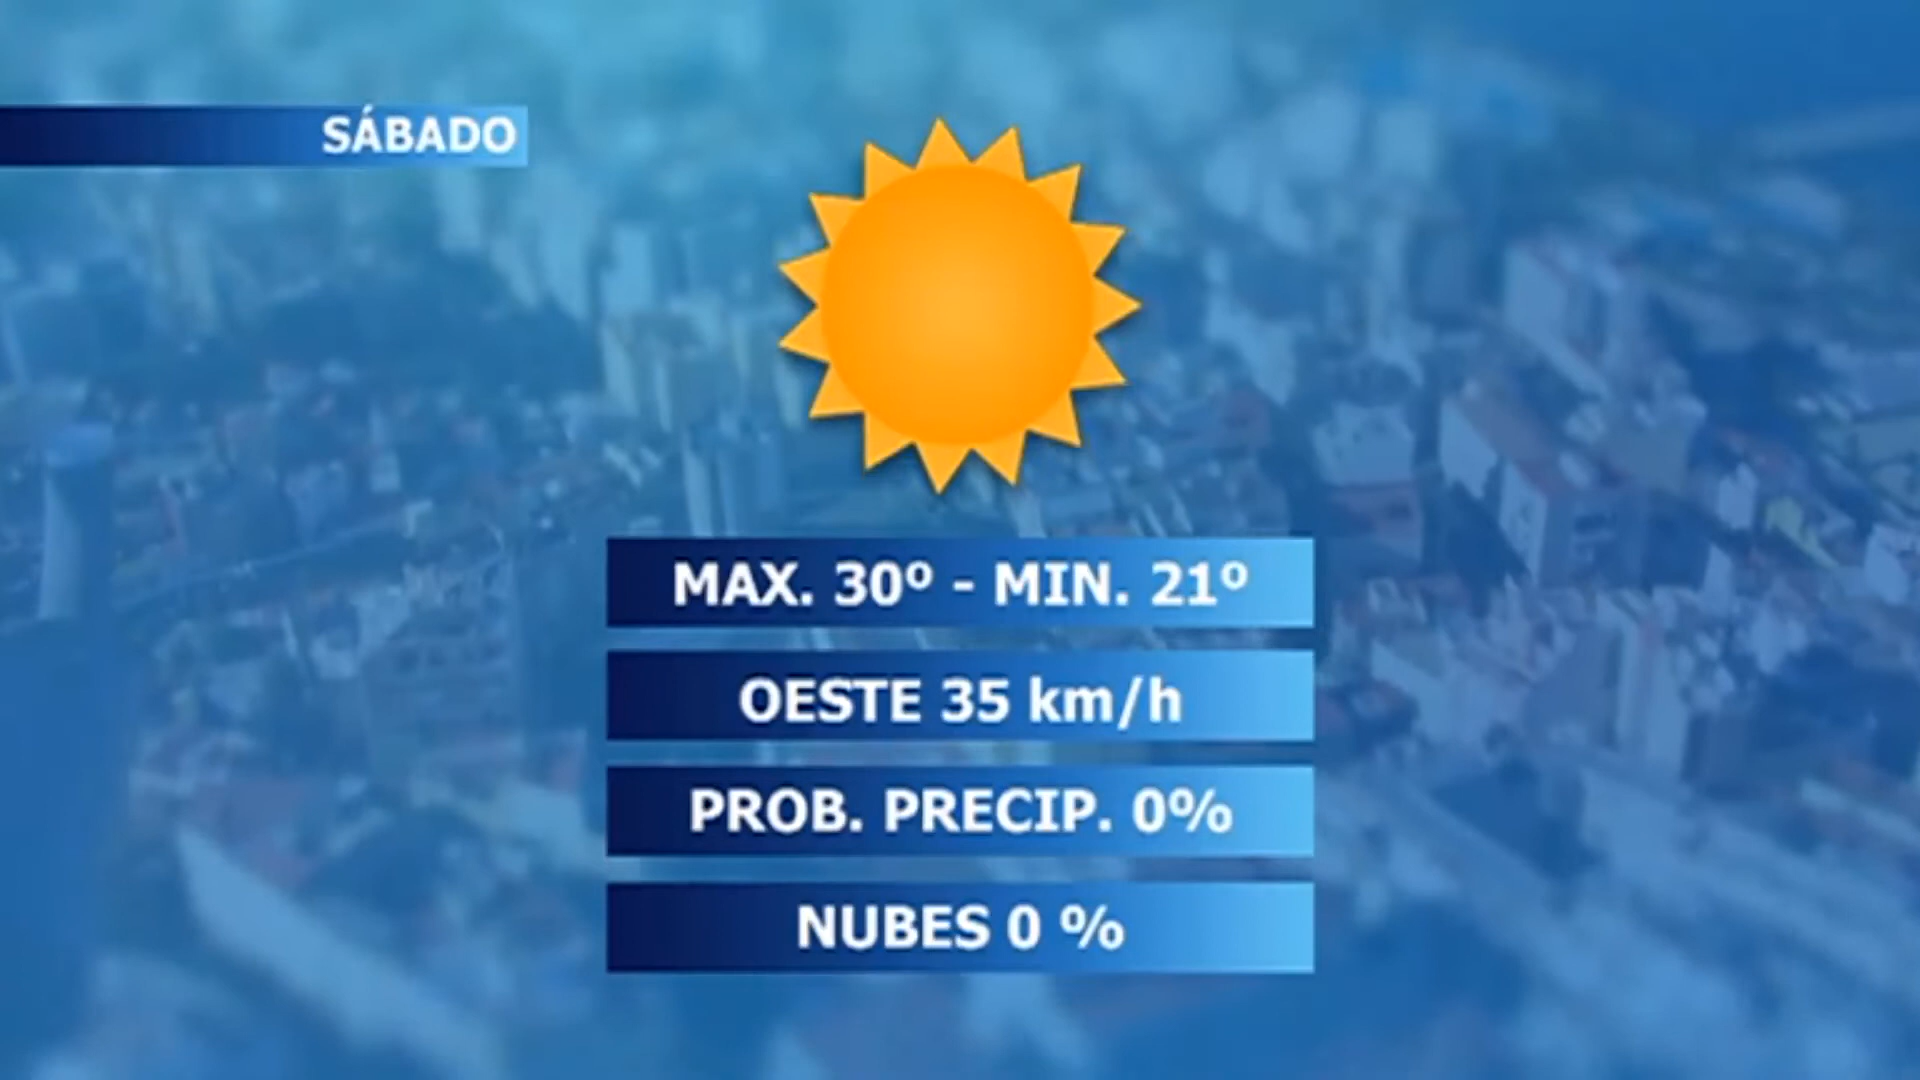 SÁBADO
MAX. 30º - MIN. 21º
OESTE 35 km/h
PROB. PRECIP. 0%
NUBES 0 %